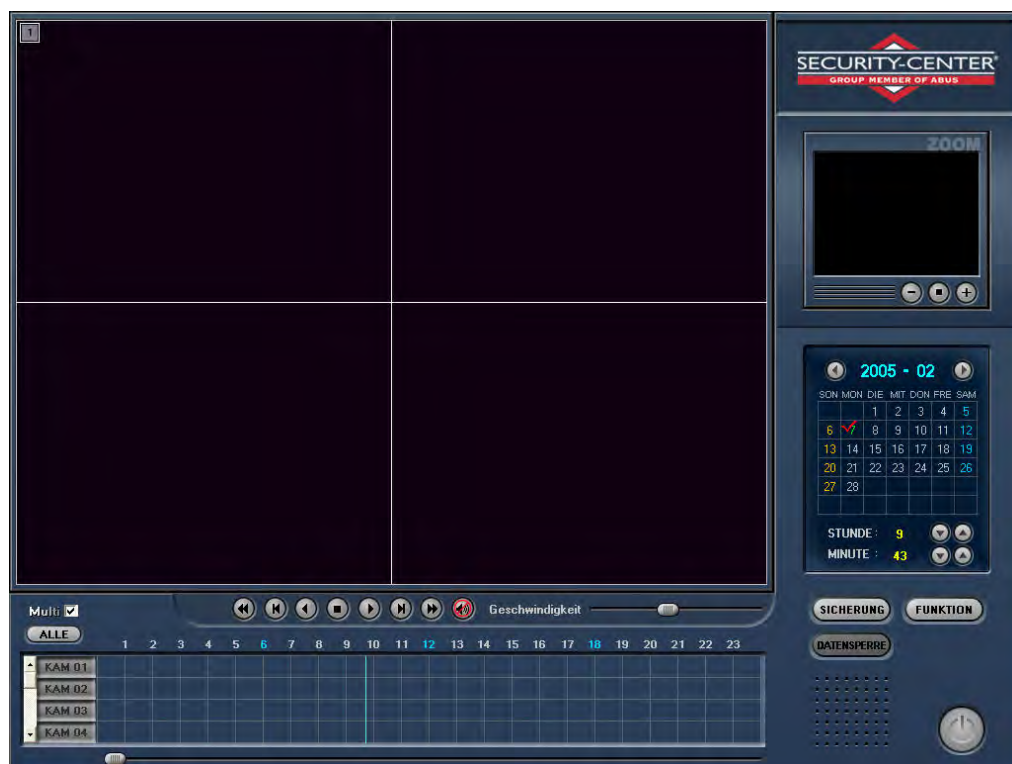 1
SECURITY-CENTER
GROUP MEMBER OF ABUS
ZOOM
2005 - 02
SON MON DIE MIT DON FRE SAM
1 2 3 4 5
6 7 8 9 10 11 12
13 14 15 16 17 18 19
20 21 22 23 24 25 26
27 28
STUNDE : 9
MINUTE : 43
Multi
Geschwindigkeit
SICHERUNG
FUNKTION
ALLE
DATENSPERRE
1 2 3 4 5 6 7 8 9 10 11 12 13 14 15 16 17 18 19 20 21 22 23
KAM 01
KAM 02
KAM 03
KAM 04